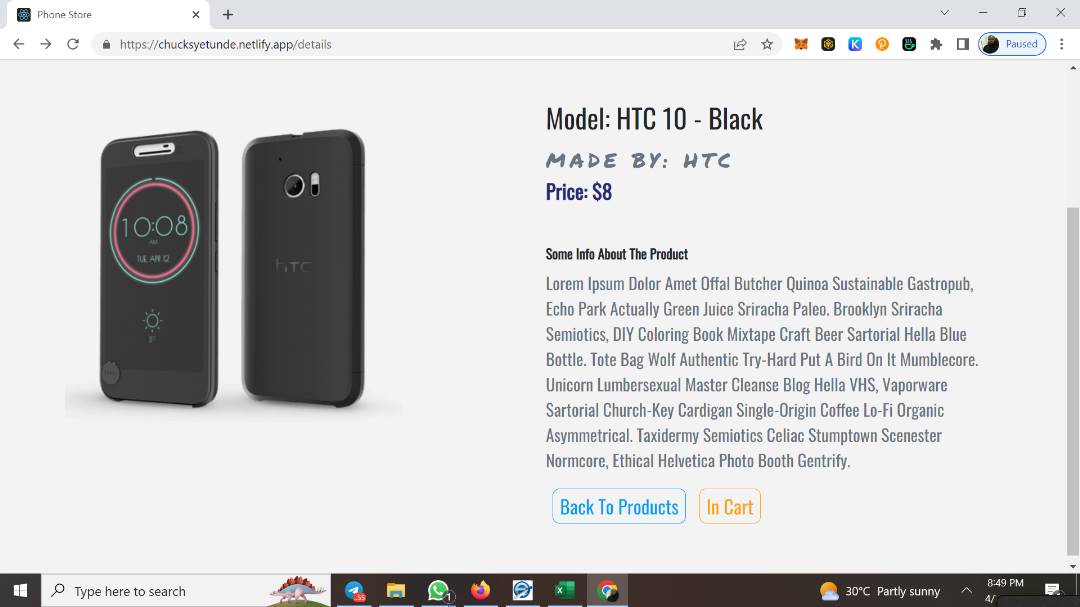 Phone Store
https://chucksyetunde.netlify.app/details
Paused
Model: HTC 10 - Black
MADE BY: HTC
Price: $8
10:08
AM
TUE, APR 12
8°
hTC
Some Info About The Product
Lorem Ipsum Dolor Amet Offal Butcher Quinoa Sustainable Gastropub,
Echo Park Actually Green Juice Sriracha Paleo. Brooklyn Sriracha
Semiotics, DIY Coloring Book Mixtape Craft Beer Sartorial Hella Blue
Bottle. Tote Bag Wolf Authentic Try-Hard Put A Bird On It Mumblecore.
Unicorn Lumbersexual Master Cleanse Blog Hella VHS, Vaporware
Sartorial Church-Key Cardigan Single-Origin Coffee Lo-Fi Organic
Asymmetrical. Taxidermy Semiotics Celiac Stumptown Scenester
Normcore, Ethical Helvetica Photo Booth Gentrify.
Back To Products
In Cart
Type here to search
55
1
30°C Partly sunny
8:49 PM
4/